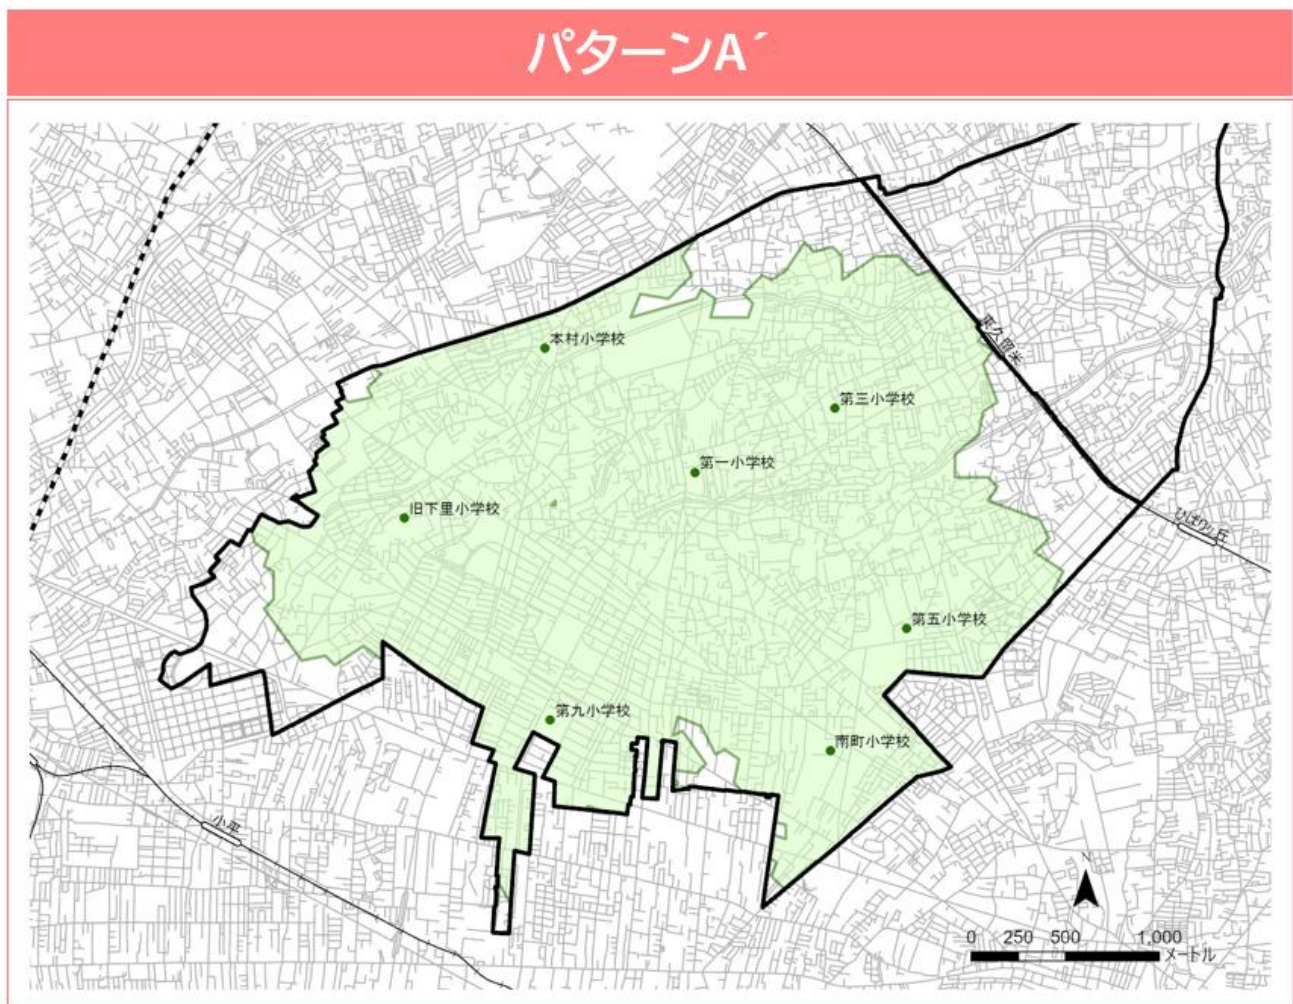 パターンA´
東久留米
本村小学校
第三小学校
第一小学校
旧下里小学校
ひばりヶ丘
第五小学校
第九小学校
南町小学校
小平
N
0 250 500 1,000
メートル